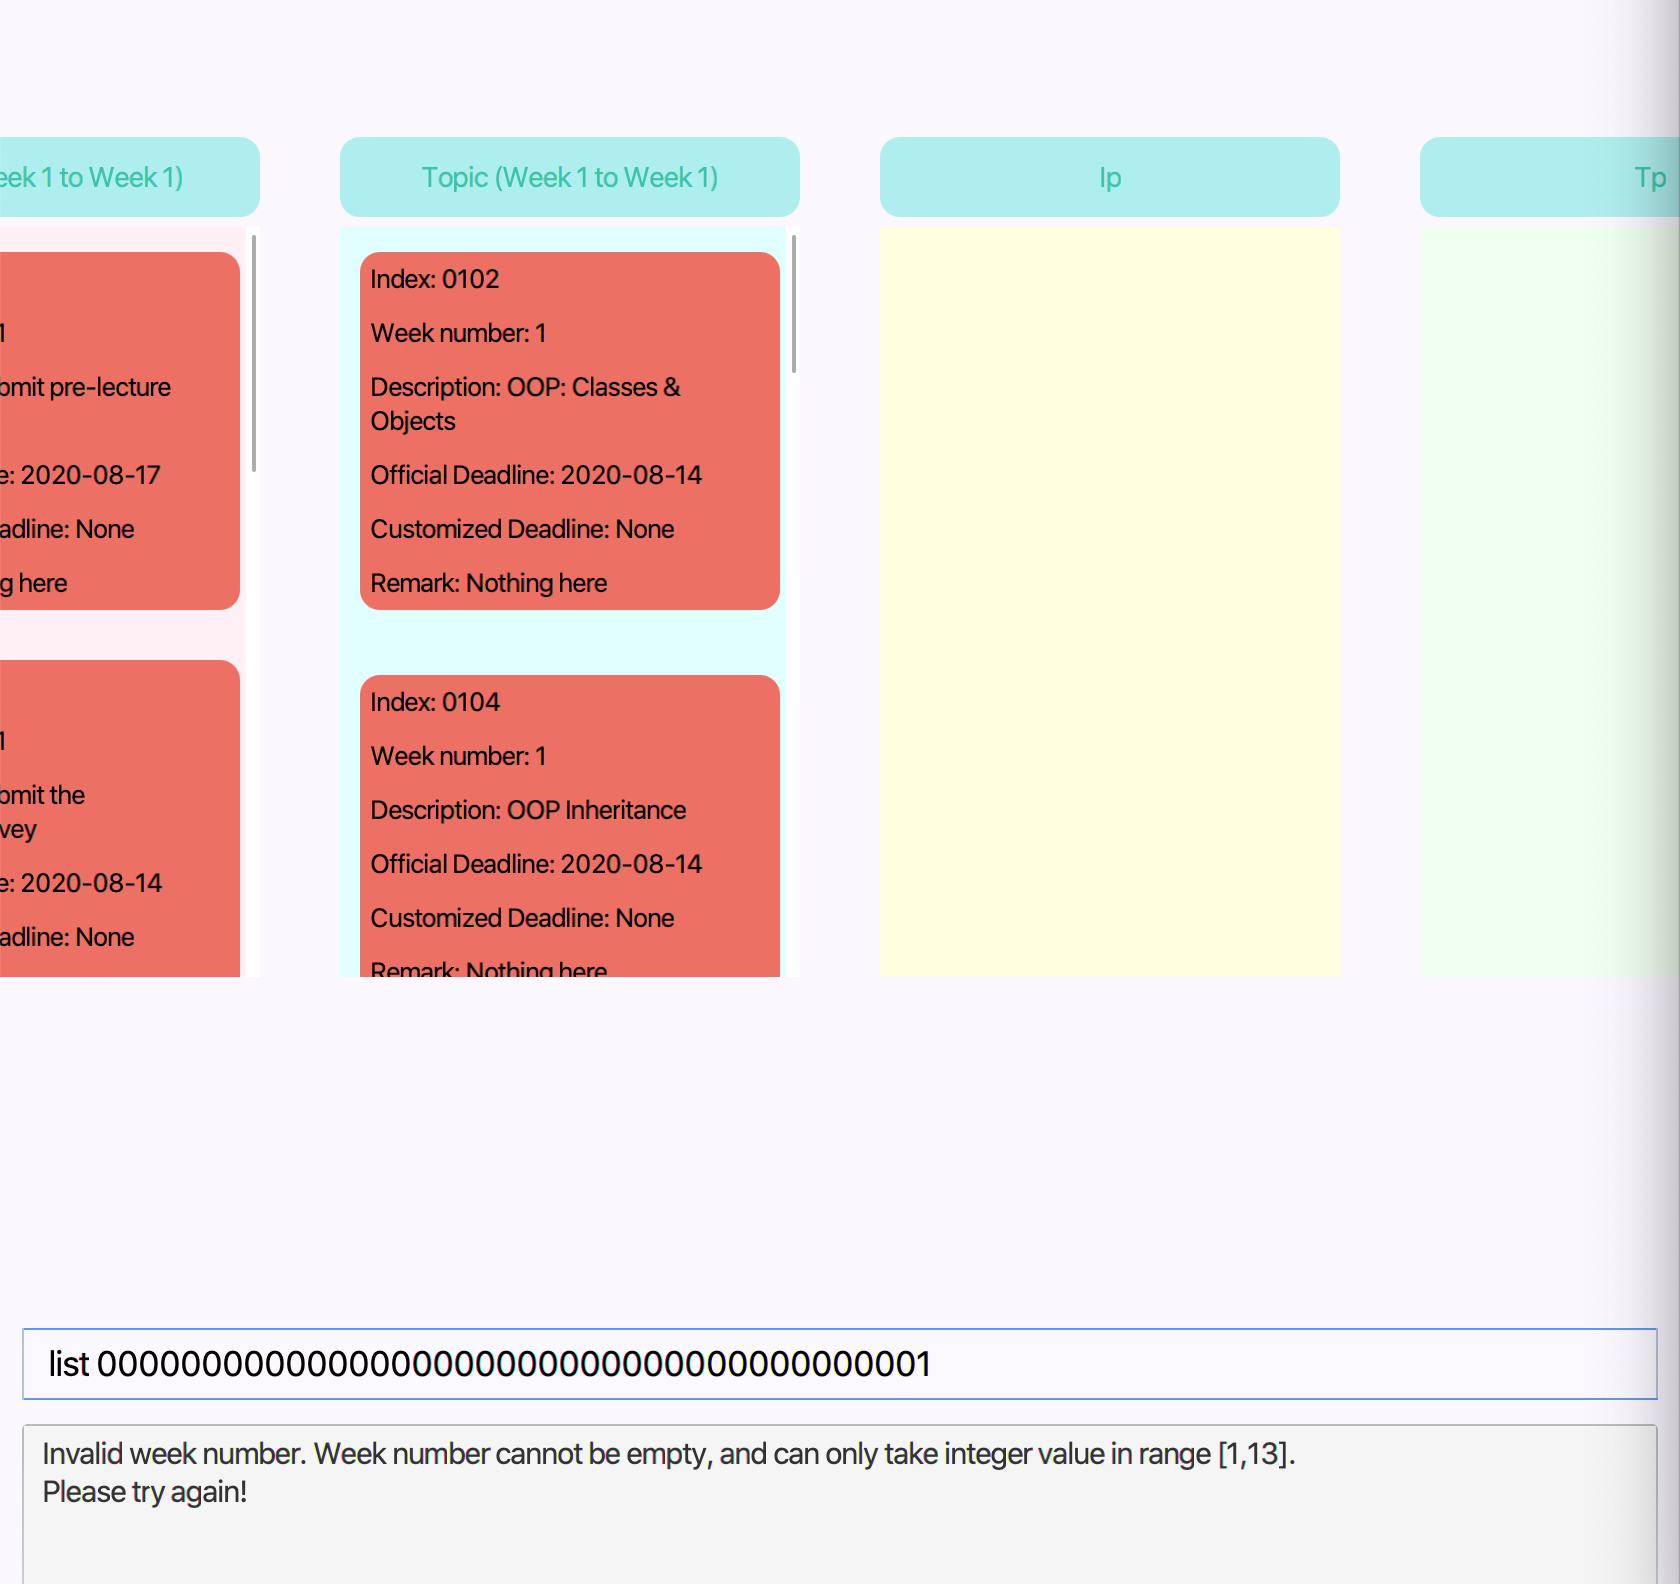 eek 1 to Week 1)
Topic (Week 1 to Week 1)
Ip
Tp
1
bmit pre-lecture
e: 2020-08-17
adline: None
g here
1
bmit the
vey
e: 2020-08-14
adline: None
Index: 0102
Week number: 1
Description: OOP: Classes &
Objects
Official Deadline: 2020-08-14
Customized Deadline: None
Remark: Nothing here
Index: 0104
Week number: 1
Description: OOP Inheritance
Official Deadline: 2020-08-14
Customized Deadline: None
Remark: Nothing here
list 000000000000000000000000000000000000001
Invalid week number. Week number cannot be empty, and can only take integer value in range [1,13].
Please try again!